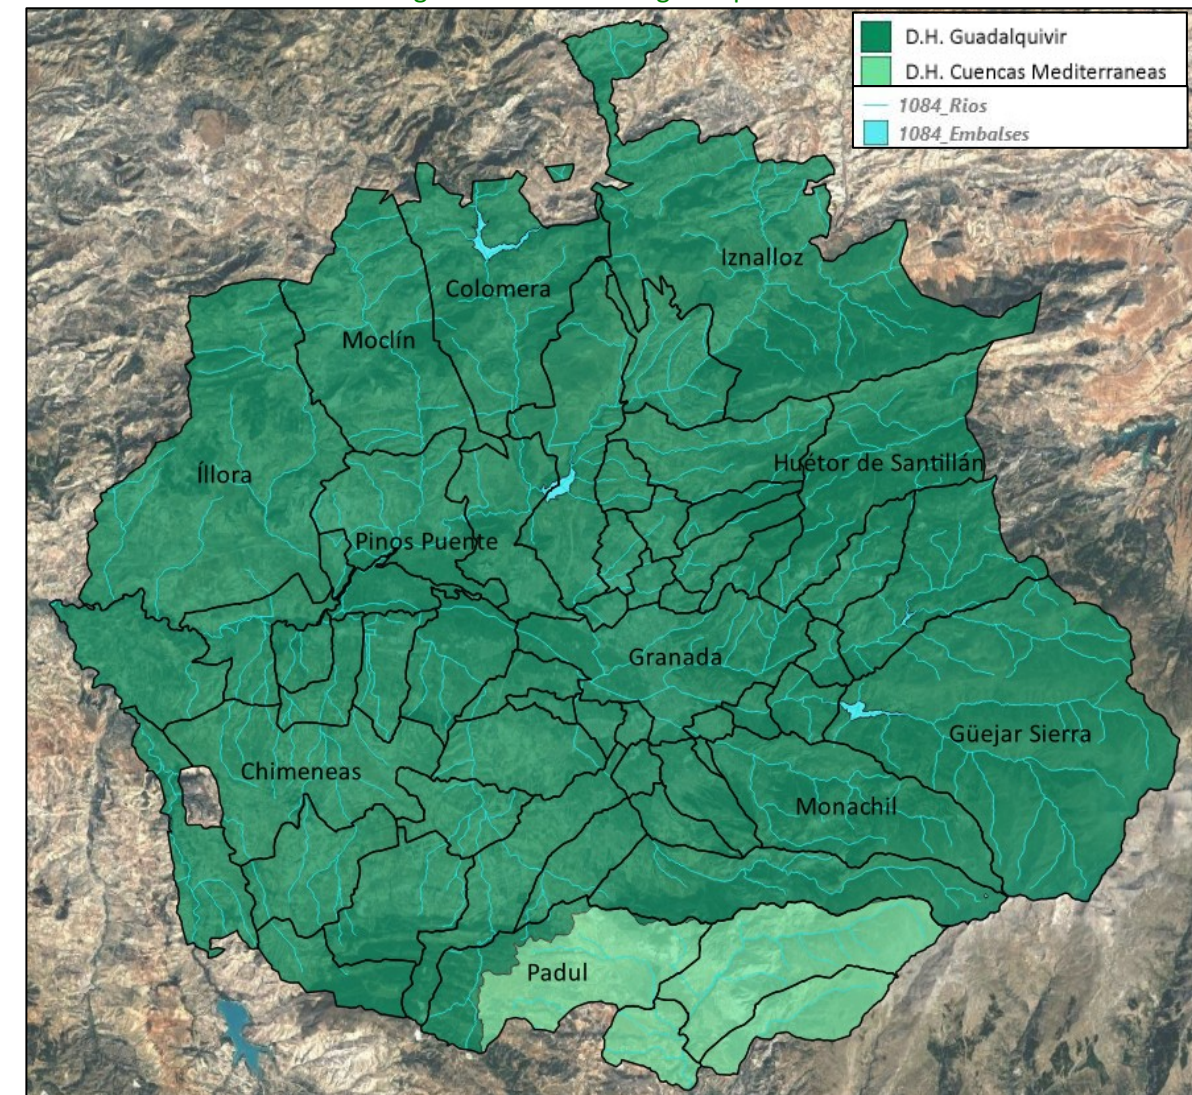 D.H. Guadalquivir
D.H. Cuencas Mediterraneas
1084_Rios
1084_Embalses
Iznalloz
Colomera
Moclín
Huétor de Santillán
Íllora
Pinos Puente
Granada
Güejar Sierra
Chimeneas
Monachil
Padul